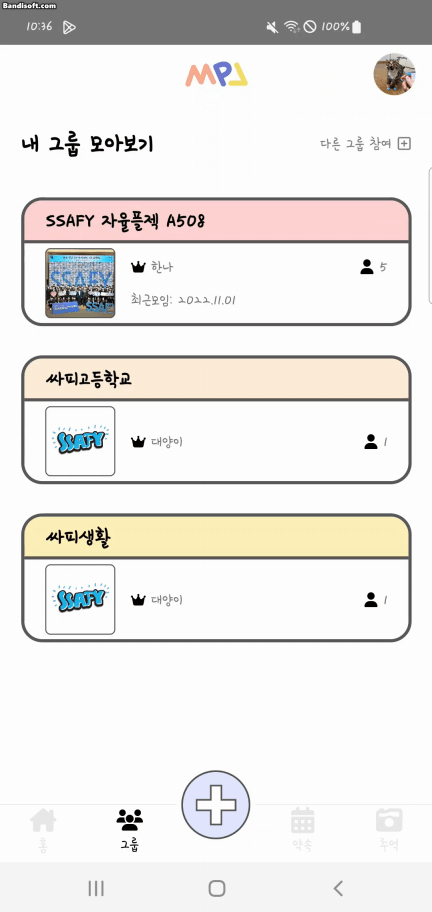 Bandisoft.com
10:36
100%
MPJ
내 그룹 모아보기
다른 그룹 참여
SSAFY 자율플젝 A508
SSAFY
한나
5
최근모임: 2022.11.01
싸피고등학교
SSAFY
대양이
1
싸피생활
SSAFY
대양이
1
홈
그룹
약속
추억